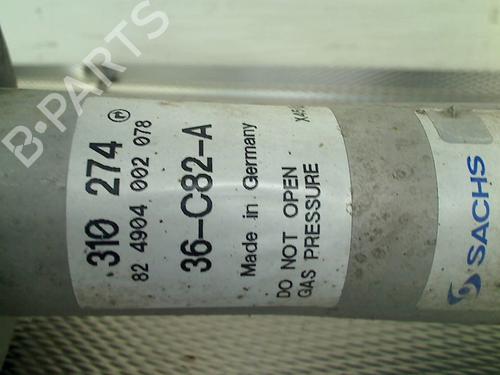 310 274
82 4904 002 078
36-C82-A
Made in Germany
DO NOT OPEN
GAS PRESSURE
SACHS
B-PARTS